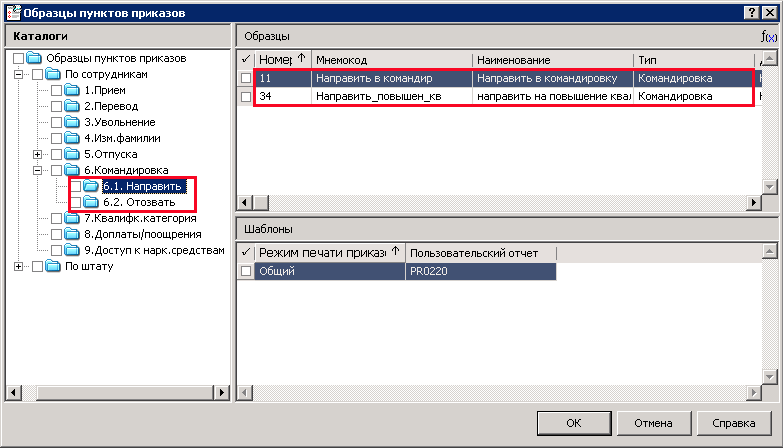 Образцы пунктов приказов
Каталоги
Образцы пунктов приказов
По сотрудникам
1.Прием
2.Перевод
3.Увольнение
4.Изм.фамилии
5.Отпуска
6.Командировка
6.1. Направить
6.2. Отозвать
7.Квалифк.категория
8.Доплаты/поощрения
9.Доступ к нарк.средствам
По штату
Образцы f(x)
Номер Мнемокод Наименование Тип
11 Направить в командир Направить в командировку Командировка
34 Направить_повышен_кв направить на повышение квал Командировка
Шаблоны
Режим печати приказ Пользовательский отчет
Общий PR0220
ОК Отмена Справка